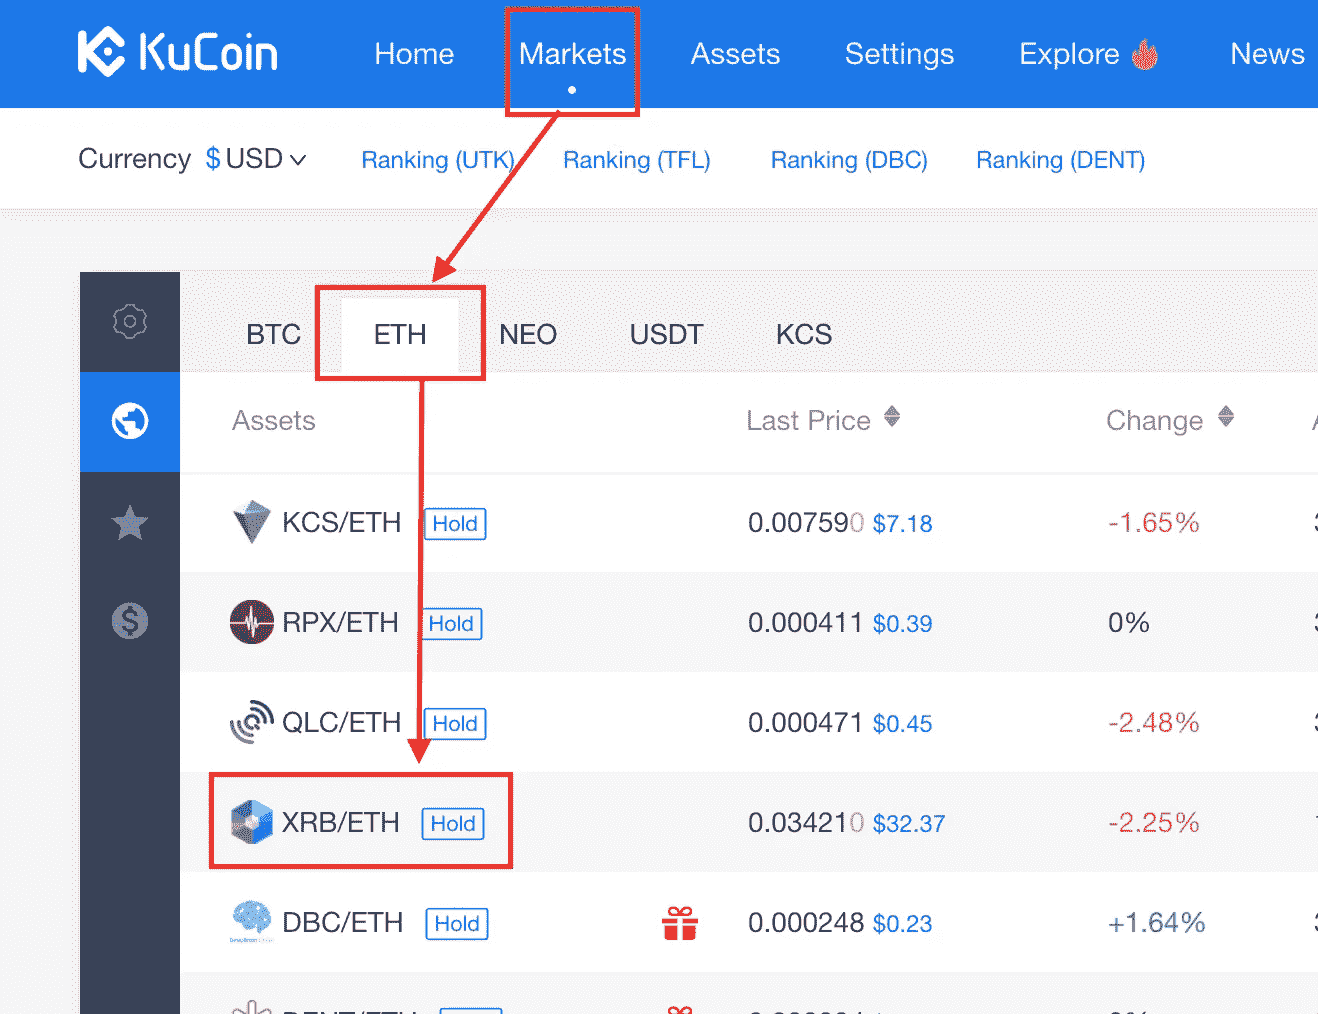 KuCoin Home Markets Assets Settings Explore News
Currency $ USD Ranking (UTK) Ranking (TFL) Ranking (DBC) Ranking (DENT)
BTC ETH NEO USDT KCS
Assets Last Price Change
KCS/ETH Hold 0.007590 $7.18 -1.65%
RPX/ETH Hold 0.000411 $0.39 0%
QLC/ETH Hold 0.000471 $0.45 -2.48%
XRB/ETH Hold 0.034210 $32.37 -2.25%
DBC/ETH Hold 0.000248 $0.23 +1.64%
DENT/ETH